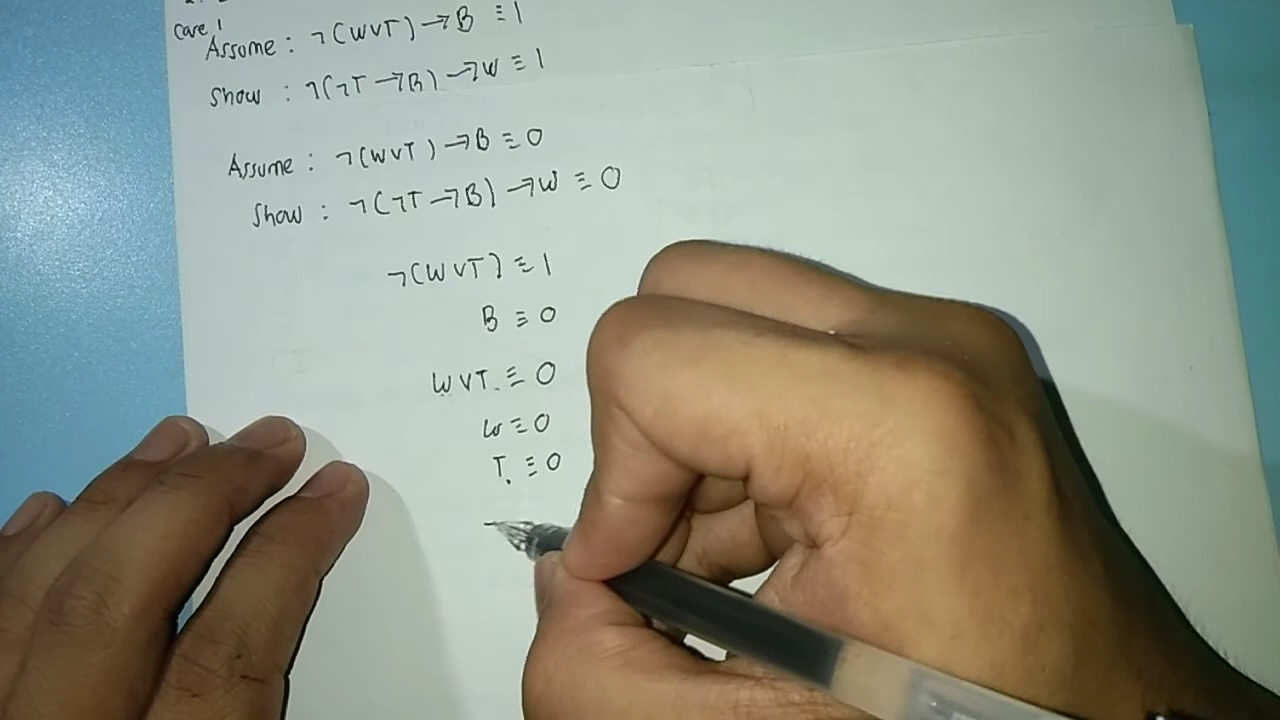 Case 1
Assume : ¬(W∨T) → B ≡ 1
Show : ¬(¬T → B) → W ≡ 1
Assume : ¬(W∨T) → B ≡ 0
Show : ¬(¬T → B) → W ≡ 0
¬(W∨T) ≡ 1
B ≡ 0
W∨T. ≡ 0
W ≡ 0
T. ≡ 0